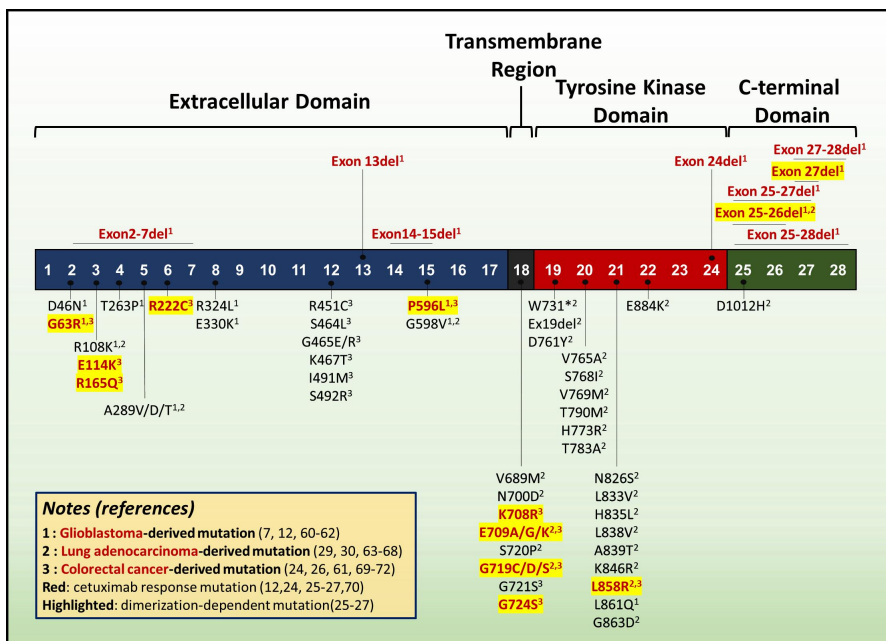 Transmembrane
Region
Extracellular Domain
Tyrosine Kinase
Domain
C-terminal
Domain
Exon 27-28del¹
Exon 13del¹
Exon 24del¹
Exon 27del¹
Exon 25-27del¹
Exon 25-26del¹,²
Exon2-7del¹
Exon14-15del¹
Exon 25-28del¹
1 2 3 4 5 6 7 8 9 10 11 12 13 14 15 16 17 18 19 20 21 22 23 24 25 26 27 28
D46N¹
G63R¹,³
R108K¹,²
E114K³
R165Q³
T263P¹
A289V/D/T¹,²
R222C³
R324L¹
E330K¹
R451C³
S464L³
G465E/R³
K467T³
I491M³
S492R³
P596L¹,³
G598V¹,²
V689M²
N700D²
K708R³
E709A/G/K²,³
S720P²
G719C/D/S²,³
G721S³
G724S³
W731*²
Ex19del²
D761Y²
V765A²
S768I²
V769M²
T790M²
H773R²
T783A²
N826S²
L833V²
H835L²
L838V²
A839T²
K846R²
L858R²,³
L861Q¹
G863D²
E884K²
D1012H²
Notes (references)
1 : Glioblastoma-derived mutation (7, 12, 60-62)
2 : Lung adenocarcinoma-derived mutation (29, 30, 63-68)
3 : Colorectal cancer-derived mutation (24, 26, 61, 69-72)
Red: cetuximab response mutation (12,24, 25-27,70)
Highlighted: dimerization-dependent mutation(25-27)